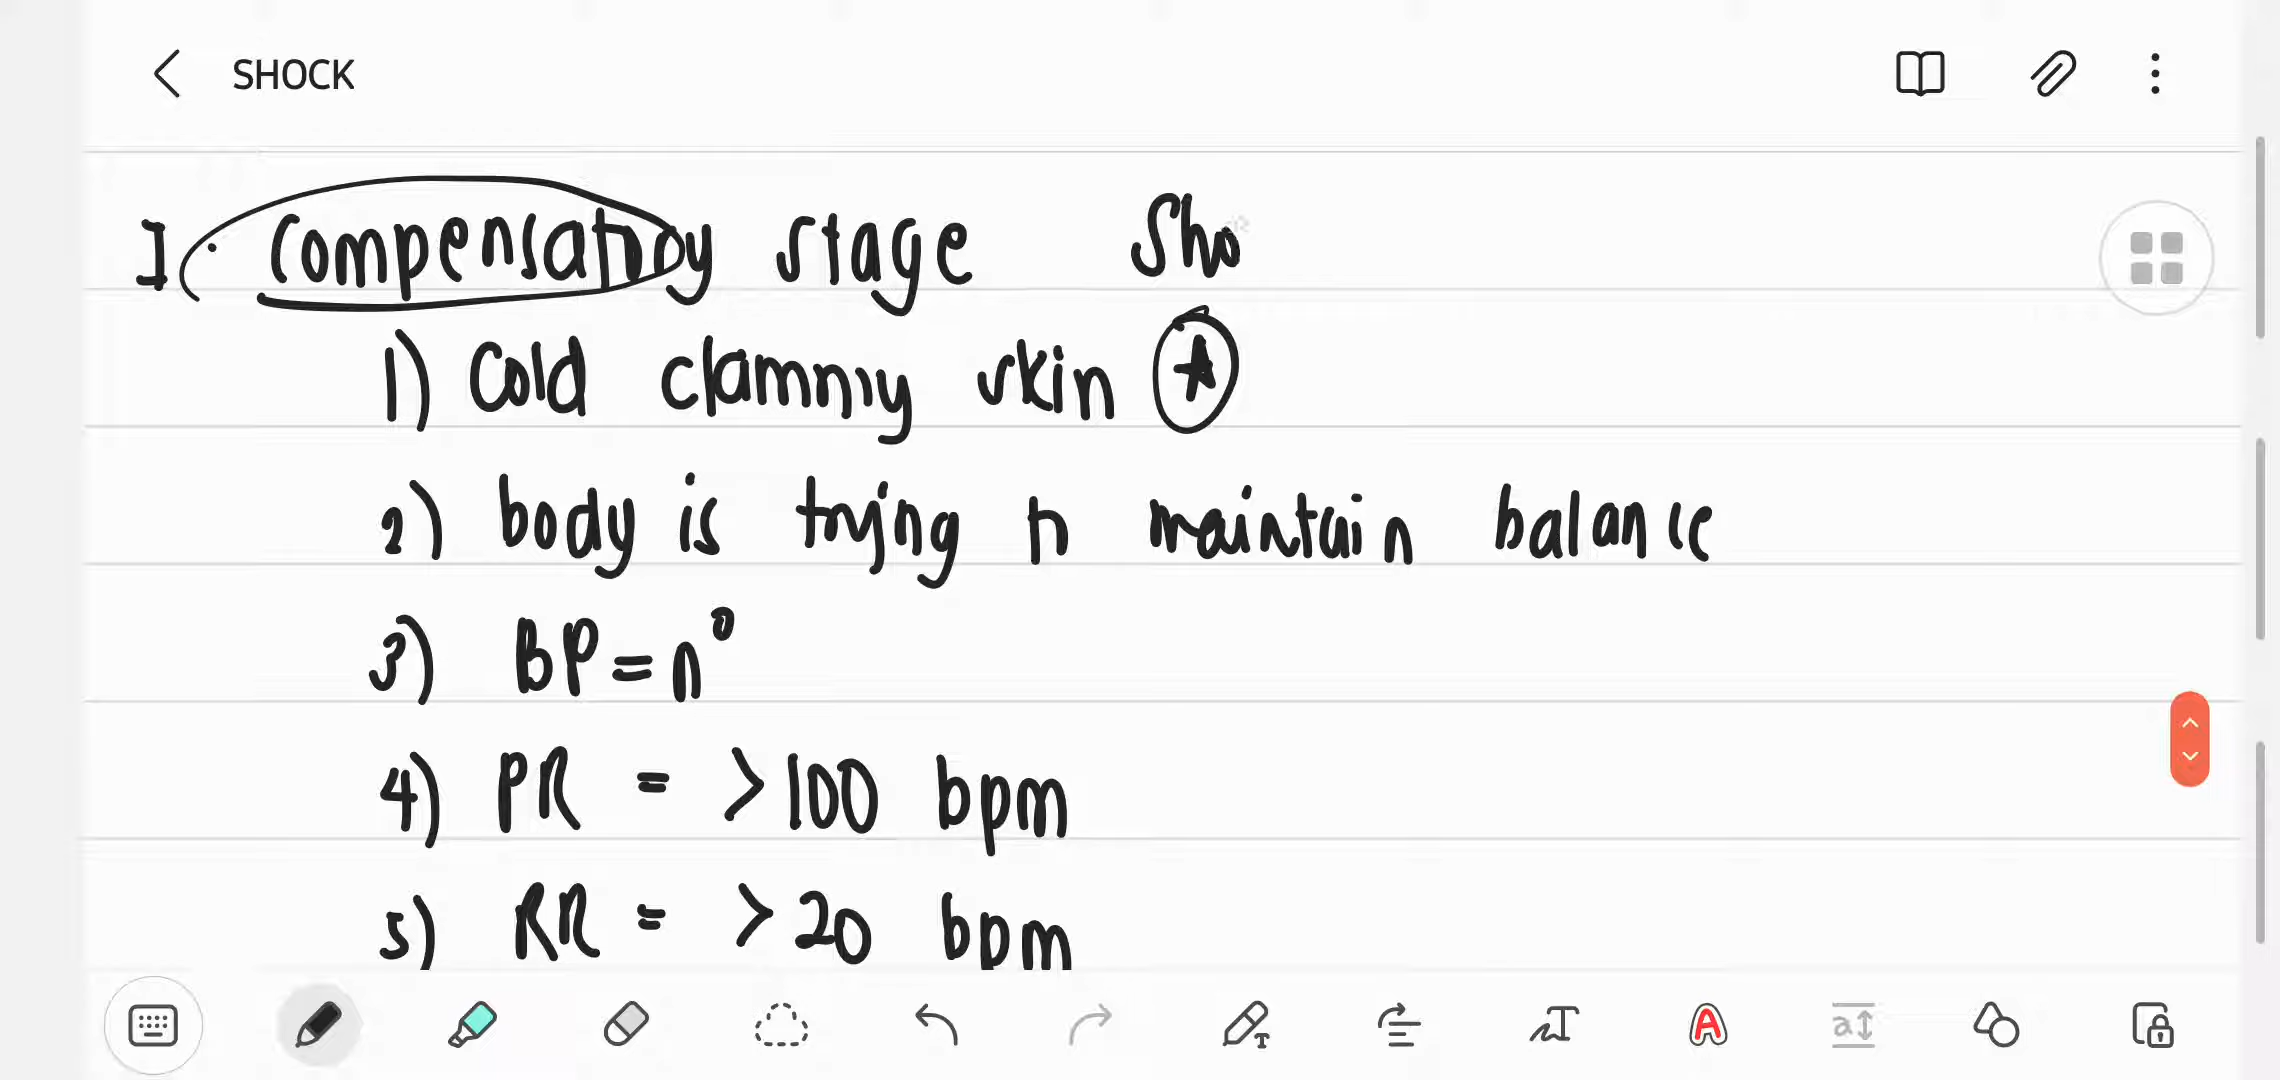 SHOCK
I. Compensatory stage Sho
1) Cold clammy skin
2) body is trying to maintain balance
3) BP = n°
4) PR = >100 bpm
5) RR = >20 bpm